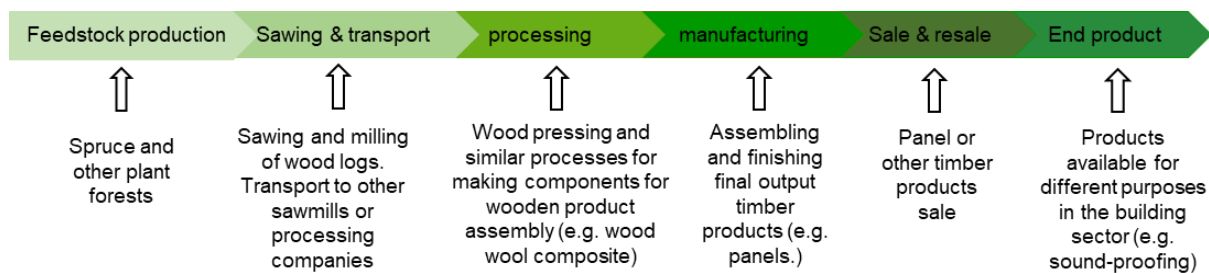 Feedstock production
Sawing & transport
processing
manufacturing
Sale & resale
End product
Spruce and
other plant
forests
Sawing and milling
of wood logs.
Transport to other
sawmills or
processing
companies
Wood pressing and
similar processes for
making components for
wooden product
assembly (e.g. wood
wool composite)
Assembling
and finishing
final output
timber
products (e.g.
panels.)
Panel or
other timber
products
sale
Products
available for
different purposes
in the building
sector (e.g.
sound-proofing)